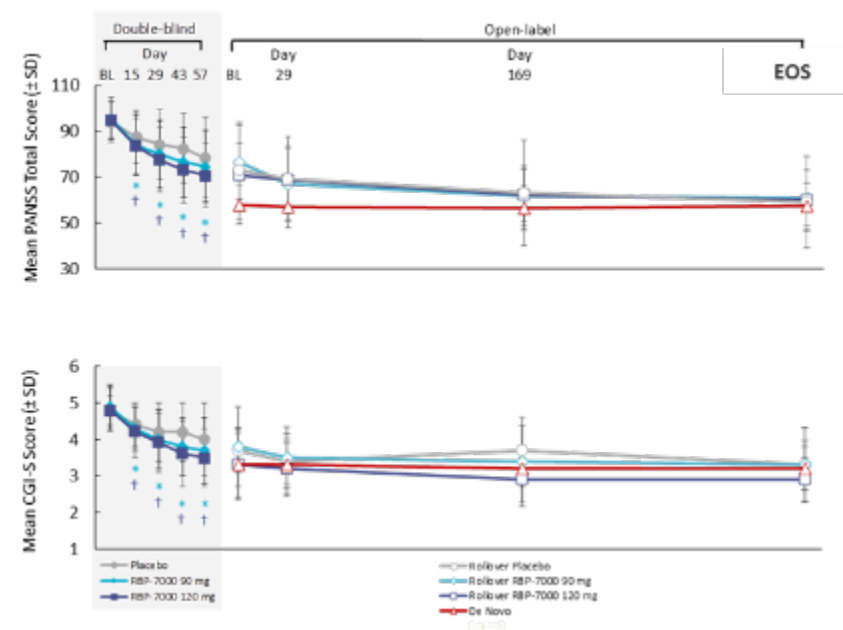 Double-blind
Open-label
Day
Day
Day
BL 15 29 43 57
BL
29
169
EOS
Mean PANSS Total Score (± SD)
110
90
70
50
30
*
†
*
†
*
†
*
†
Mean CGI-S Score (± SD)
6
5
4
3
2
1
*
†
*
†
*
†
*
†
Placebo
RBP-7000 90 mg
RBP-7000 120 mg
Rollover Placebo
Rollover RBP-7000 90 mg
Rollover RBP-7000 120 mg
De Novo